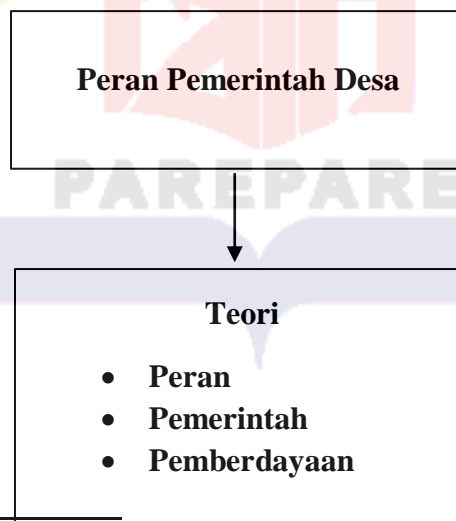 Peran Pemerintah Desa
PAREPARE
Teori
• Peran
• Pemerintah
• Pemberdayaan